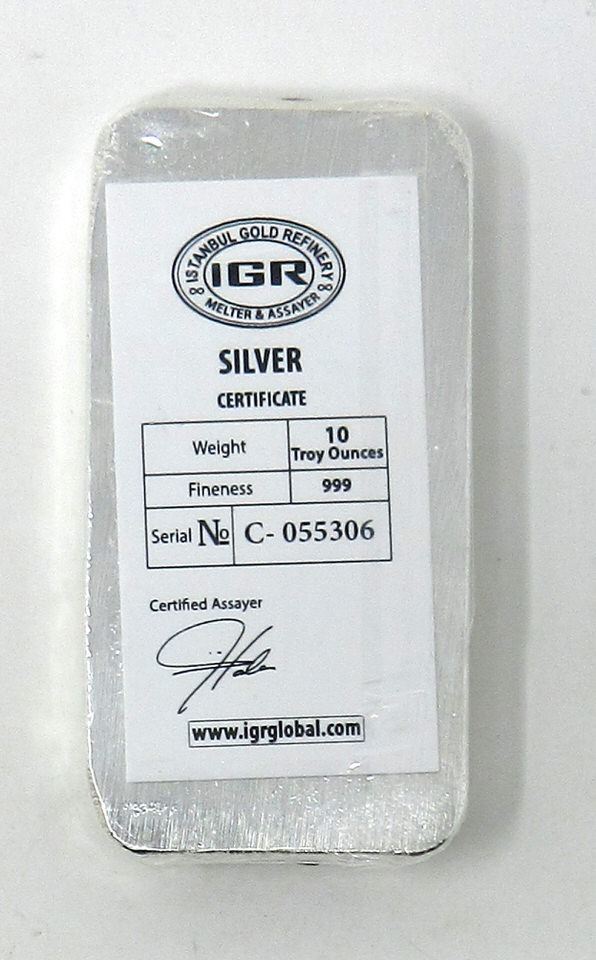 ISTANBUL GOLD REFINERY
IGR
MELTER & ASSAYER
SILVER
CERTIFICATE
Weight 10 Troy Ounces
Fineness 999
Serial № C- 055306
Certified Assayer
www.igrglobal.com